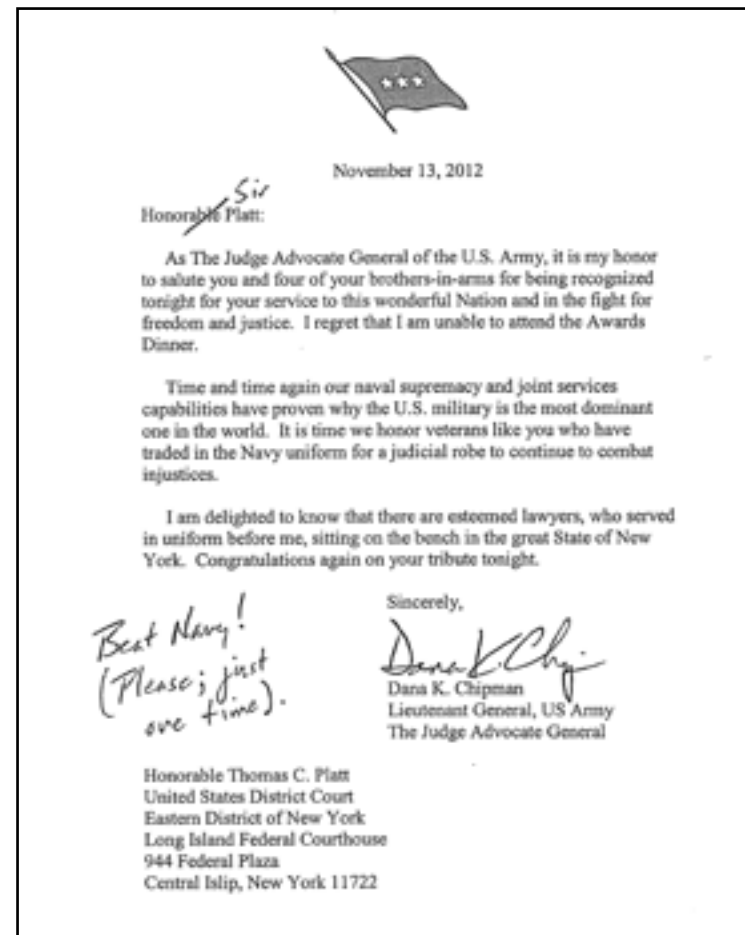 November 13, 2012
Sir
Honorable Platt:
As The Judge Advocate General of the U.S. Army, it is my honor
to salute you and four of your brothers-in-arms for being recognized
tonight for your service to this wonderful Nation and in the fight for
freedom and justice. I regret that I am unable to attend the Awards
Dinner.
Time and time again our naval supremacy and joint services
capabilities have proven why the U.S. military is the most dominant
one in the world. It is time we honor veterans like you who have
traded in the Navy uniform for a judicial robe to continue to combat
injustices.
I am delighted to know that there are esteemed lawyers, who served
in uniform before me, sitting on the bench in the great State of New
York. Congratulations again on your tribute tonight.
Sincerely,
Dana K. Chip
Dana K. Chipman
Lieutenant General, US Army
The Judge Advocate General
Beat Navy!
(Please; just
one time).
Honorable Thomas C. Platt
United States District Court
Eastern District of New York
Long Island Federal Courthouse
944 Federal Plaza
Central Islip, New York 11722